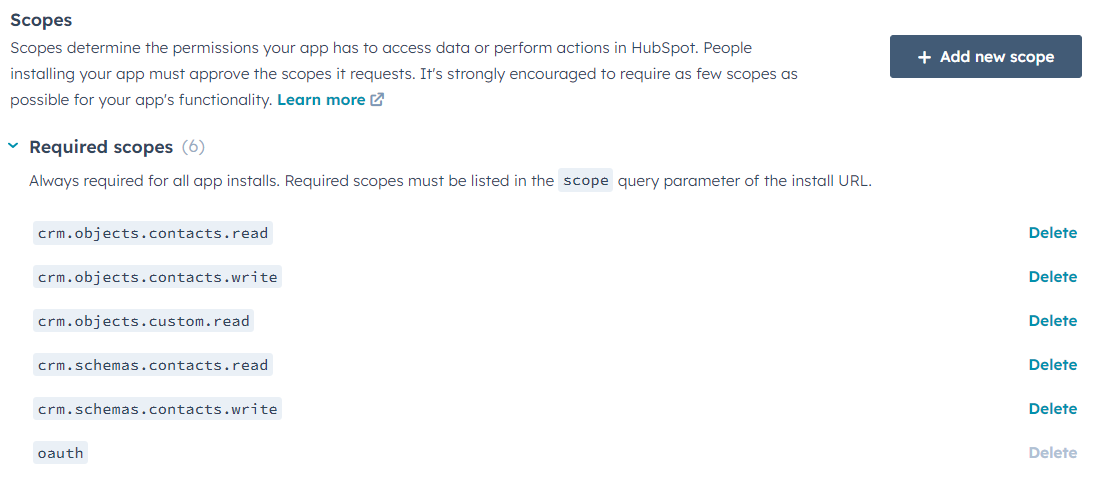 Scopes
Scopes determine the permissions your app has to access data or perform actions in HubSpot. People
installing your app must approve the scopes it requests. It's strongly encouraged to require as few scopes as
possible for your app's functionality. Learn more
+ Add new scope
Required scopes (6)
Always required for all app installs. Required scopes must be listed in the scope query parameter of the install URL.
crm.objects.contacts.read Delete
crm.objects.contacts.write Delete
crm.objects.custom.read Delete
crm.schemas.contacts.read Delete
crm.schemas.contacts.write Delete
oauth Delete